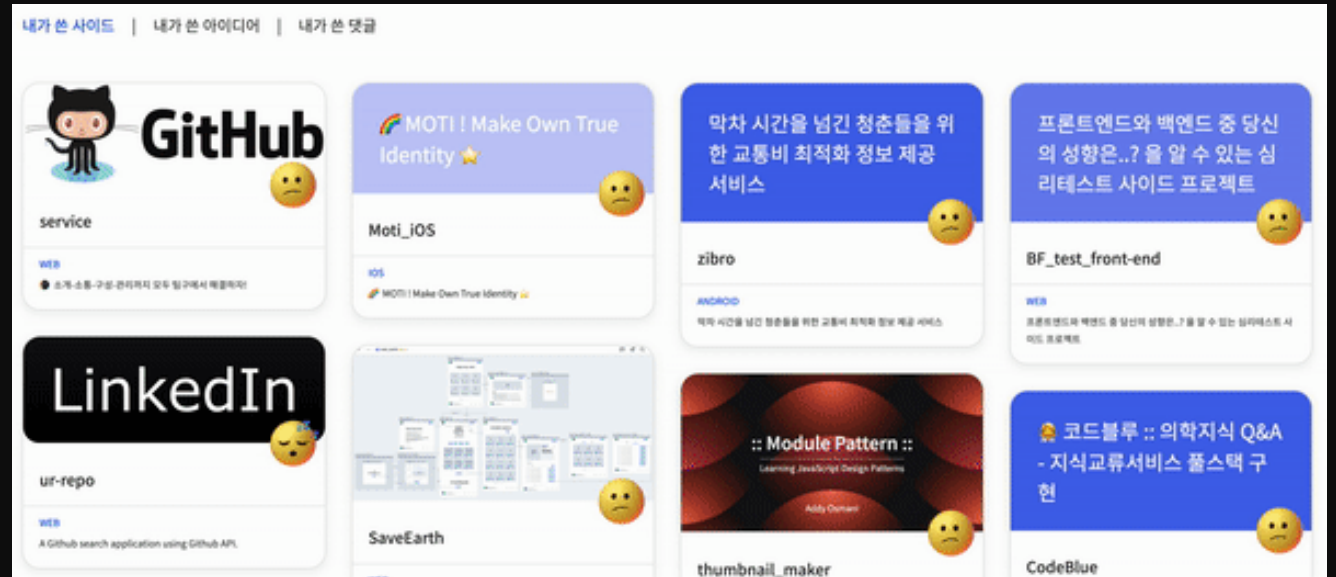 내가 쓴 사이드 | 내가 쓴 아이디어 | 내가 쓴 댓글
GitHub
service
WEB
소개-소통-구성-관리까지 모두 팀구에서 해결하자!
🌈 MOTI ! Make Own True
Identity ⭐
Moti_iOS
IOS
🌈 MOTI ! Make Own True Identity ⭐
막차 시간을 넘긴 청춘들을 위
한 교통비 최적화 정보 제공
서비스
zibro
ANDROID
막차 시간을 넘긴 청춘들을 위한 교통비 최적화 정보 제공 서비스
프론트엔드와 백엔드 중 당신
의 성향은..? 을 알 수 있는 심
리테스트 사이드 프로젝트
BF_test_front-end
WEB
프론트엔드와 백엔드 중 당신의 성향은..? 을 알 수 있는 심리테스트 사
이드 프로젝트
LinkedIn
ur-repo
WEB
A Github search application using Github API.
SaveEarth
:: Module Pattern ::
Learning JavaScript Design Patterns
Addy Osmani
thumbnail_maker
코드블루 :: 의학지식 Q&A
- 지식교류서비스 풀스택 구
현
CodeBlue